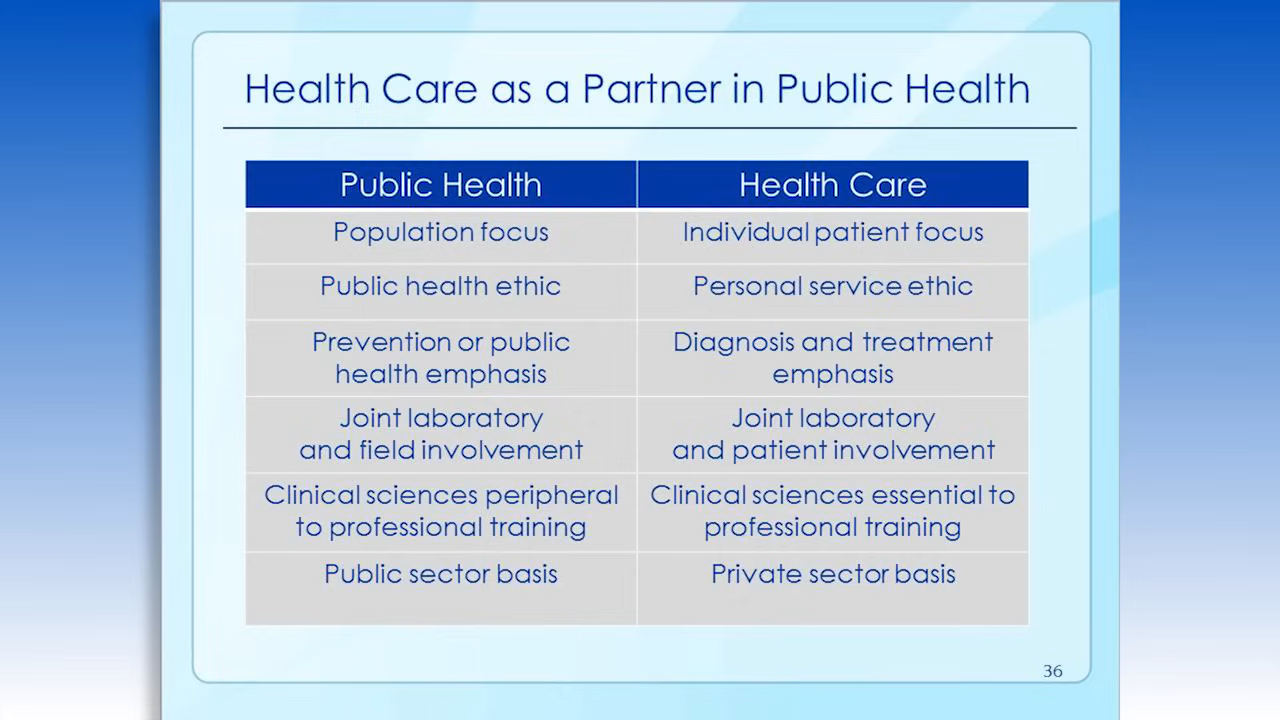 Health Care as a Partner in Public Health
Public Health
Health Care
Population focus
Individual patient focus
Public health ethic
Personal service ethic
Prevention or public
health emphasis
Diagnosis and treatment
emphasis
Joint laboratory
and field involvement
Joint laboratory
and patient involvement
Clinical sciences peripheral
to professional training
Clinical sciences essential to
professional training
Public sector basis
Private sector basis
36